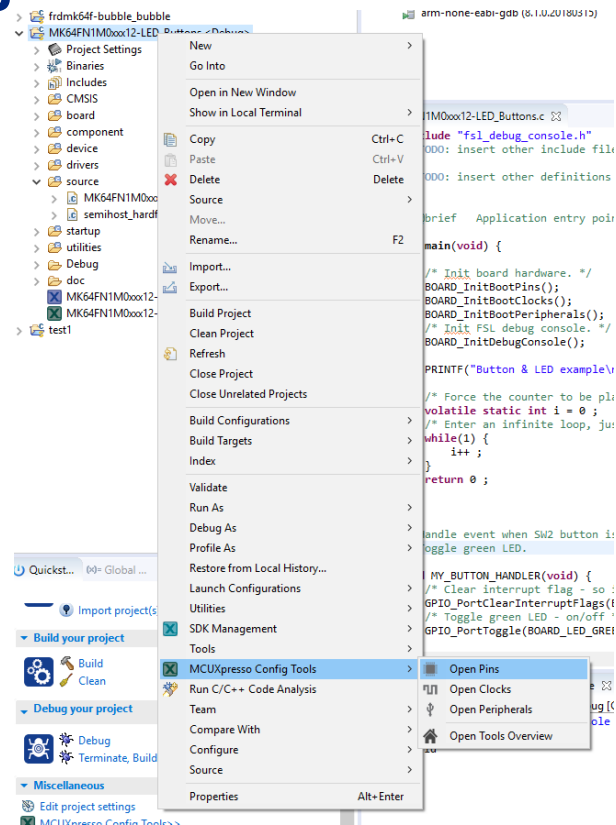 frdmk64f-bubble_bubble
MK64FN1M0xxx12-LED_Buttons <Debug>
Project Settings
Binaries
Includes
CMSIS
board
component
device
drivers
source
MK64FN1M0xx
semihost_hardf
startup
utilities
Debug
doc
MK64FN1M0xxx12-
MK64FN1M0xxx12-
test1
New
Go Into
Open in New Window
Show in Local Terminal
Copy Ctrl+C
Paste Ctrl+V
Delete Delete
Source
Move...
Rename... F2
Import...
Export...
Build Project
Clean Project
Refresh
Close Project
Close Unrelated Projects
Build Configurations
Build Targets
Index
Validate
Run As
Debug As
Profile As
Restore from Local History...
Launch Configurations
Utilities
SDK Management
Tools
MCUXpresso Config Tools
Run C/C++ Code Analysis
Team
Compare With
Configure
Source
Properties Alt+Enter
Open Pins
Open Clocks
Open Peripherals
Open Tools Overview
arm-none-eabi-gdb (8.1.0.20180315)
1M0xxx12-LED_Buttons.c
lude "fsl_debug_console.h"
ODO: insert other include file
ODO: insert other definitions
brief Application entry poin
main(void) {
/* Init board hardware. */
BOARD_InitBootPins();
BOARD_InitBootClocks();
BOARD_InitBootPeripherals();
/* Init FSL debug console. */
BOARD_InitDebugConsole();
PRINTF("Button & LED example\
/* Force the counter to be pla
volatile static int i = 0 ;
/* Enter an infinite loop, jus
while(1) {
i++ ;
}
return 0 ;
andle event when SW2 button is
oggle green LED.
MY_BUTTON_HANDLER(void) {
/* Clear interrupt flag - so i
GPIO_PortClearInterruptFlags(B
/* Toggle green LED - on/off *
GPIO_PortToggle(BOARD_LED_GREE
ug [C
ole
Quickst... Global ...
Import project(s
Build your project
Build
Clean
Debug your project
Debug
Terminate, Build
Miscellaneous
Edit project settings
MCUXpresso Config Tools>>